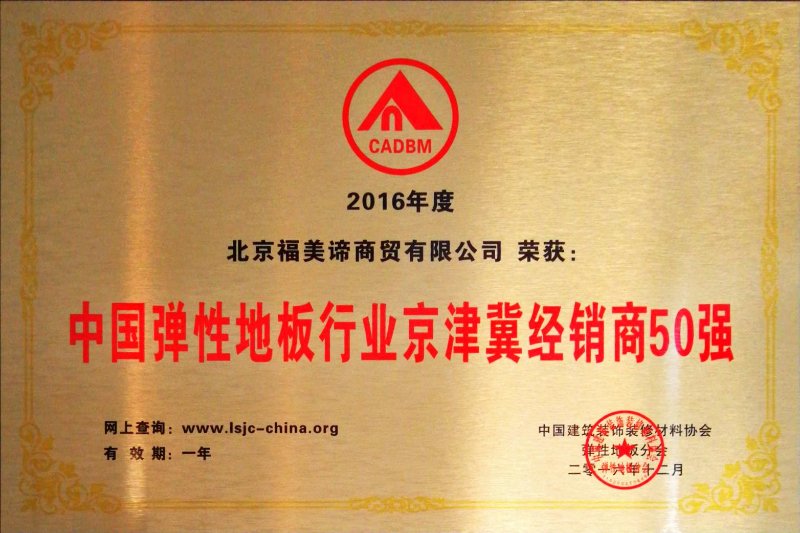 CADBM
2016年度
北京福美谛商贸有限公司 荣获：
中国弹性地板行业京津冀经销商50强
网上查询：www.lsjc-china.org
有 效 期：一年
中国建筑装饰装修材料协会
弹性地板分会
二零一六年十二月